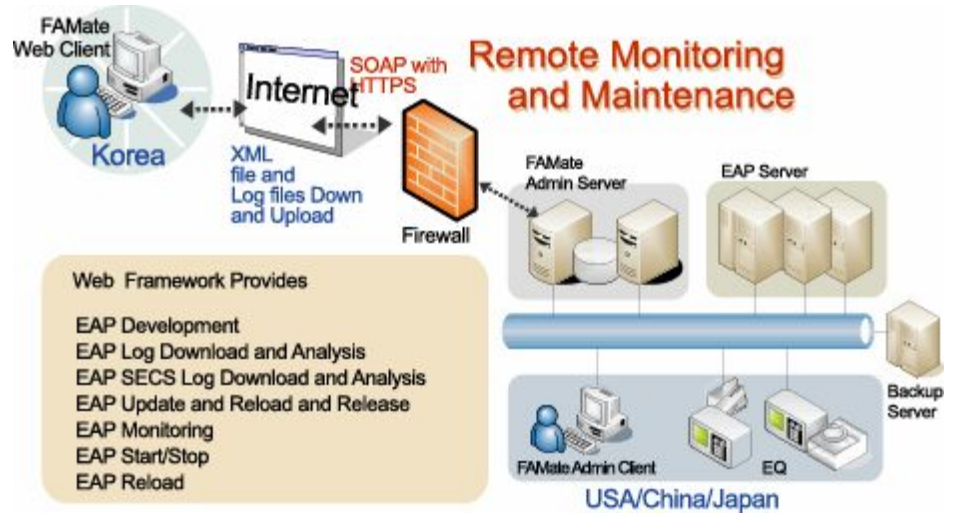 FAMate
Web Client
Korea
Internet
SOAP with
HTTPS
XML
file and
Log files Down
and Upload
Firewall
Remote Monitoring
and Maintenance
FAMate
Admin Server
EAP Server
Web Framework Provides
EAP Development
EAP Log Download and Analysis
EAP SECS Log Download and Analysis
EAP Update and Reload and Release
EAP Monitoring
EAP Start/Stop
EAP Reload
Backup
Server
FAMate Admin Client
EQ
USA/China/Japan